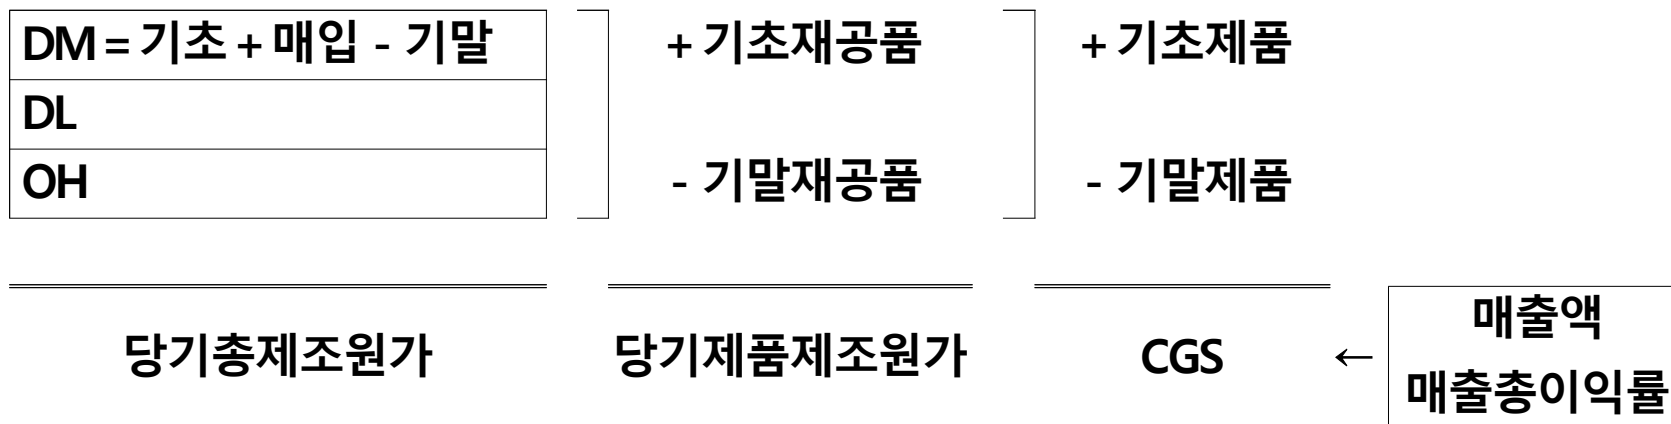 DM = 기초 + 매입 - 기말
+ 기초재공품
+ 기초제품
DL
OH
- 기말재공품
- 기말제품
당기총제조원가
당기제품제조원가
CGS
←
매출액
매출총이익률